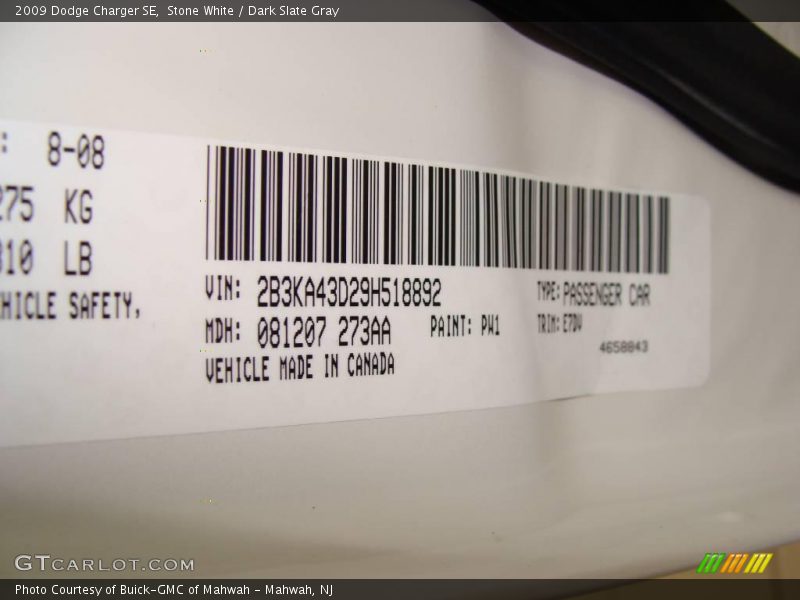 2009 Dodge Charger SE, Stone White / Dark Slate Gray
: 8-08
275 KG
310 LB
HICLE SAFETY,
VIN: 2B3KA43D29H518892
TYPE: PASSENGER CAR
MDH: 081207 273AA
PAINT: PW1
TRIM: E7DV
4658843
VEHICLE MADE IN CANADA
GTCARLOT.COM
Photo Courtesy of Buick-GMC of Mahwah - Mahwah, NJ